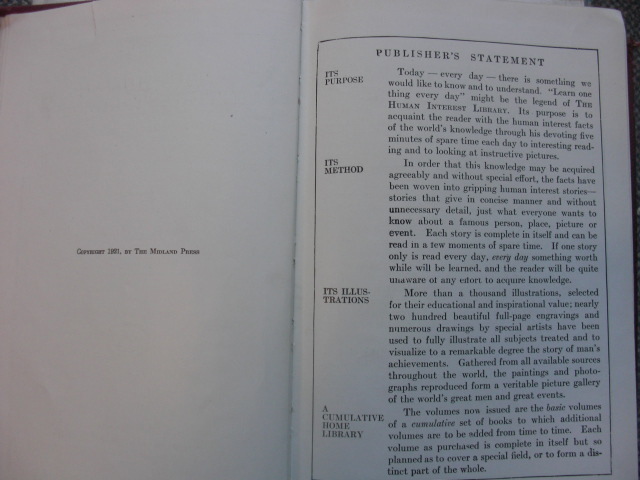 COPYRIGHT 1921, BY THE MIDLAND PRESS
PUBLISHER'S STATEMENT
ITS
PURPOSE
Today — every day — there is something we
would like to know and to understand. "Learn one
thing every day" might be the legend of THE
HUMAN INTEREST LIBRARY. Its purpose is to
acquaint the reader with the human interest facts
of the world's knowledge through his devoting five
minutes of spare time each day to interesting read-
ing and to looking at instructive pictures.
ITS
METHOD
In order that this knowledge may be acquired
agreeably and without special effort, the facts have
been woven into gripping human interest stories—
stories that give in concise manner and without
unnecessary detail, just what everyone wants to
know about a famous person, place, picture or
event. Each story is complete in itself and can be
read in a few moments of spare time. If one story
only is read every day, every day something worth
while will be learned, and the reader will be quite
unaware of any effort to acquire knowledge.
ITS ILLUS-
TRATIONS
More than a thousand illustrations, selected
for their educational and inspirational value; nearly
two hundred beautiful full-page engravings and
numerous drawings by special artists have been
used to fully illustrate all subjects treated and to
visualize to a remarkable degree the story of man's
achievements. Gathered from all available sources
throughout the world, the paintings and photo-
graphs reproduced form a veritable picture gallery
of the world's great men and great events.
A
CUMULATIVE
HOME
LIBRARY
The volumes now issued are the basic volumes
of a cumulative set of books to which additional
volumes are to be added from time to time. Each
volume as purchased is complete in itself but so
planned as to cover a special field, or to form a dis-
tinct part of the whole.